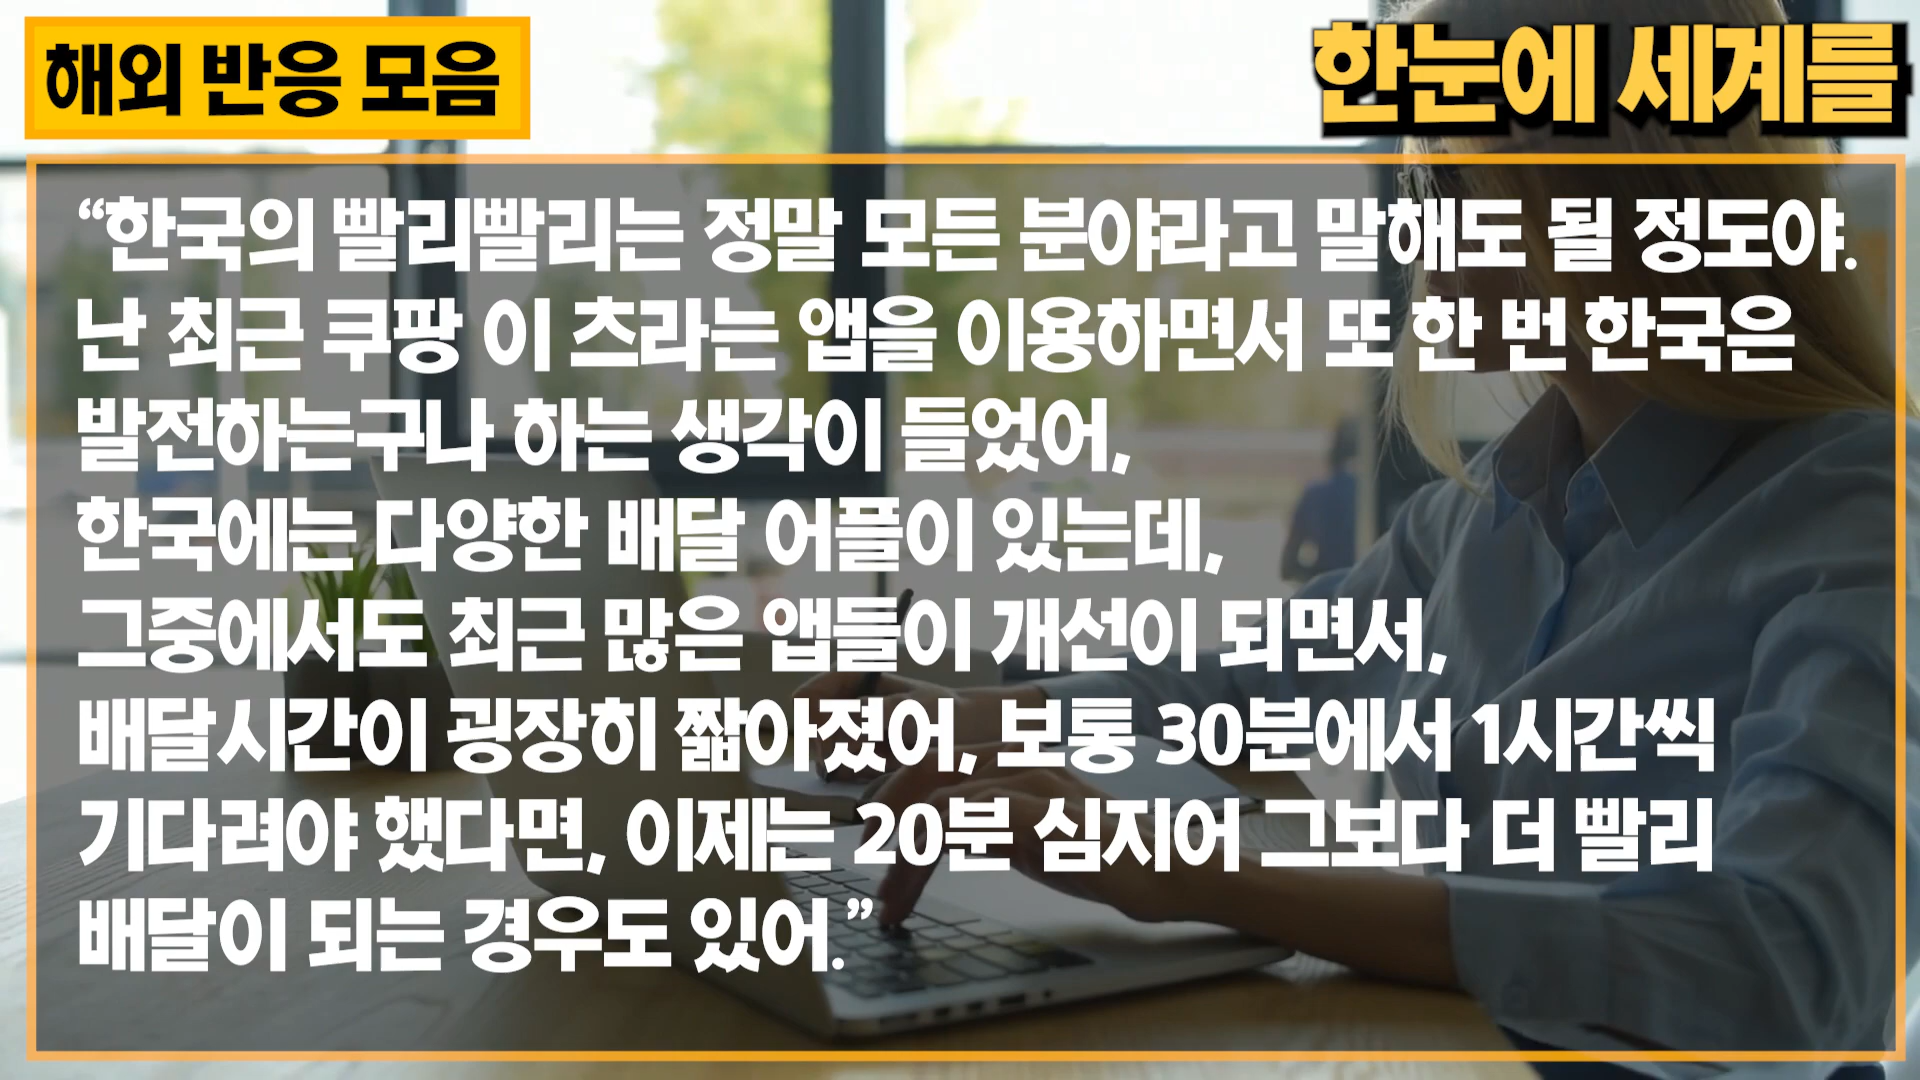 해외 반응 모음
한눈에 세계를
“한국의 빨리빨리는 정말 모든 분야라고 말해도 될 정도야.
난 최근 쿠팡 이 츠라는 앱을 이용하면서 또 한 번 한국은
발전하는구나 하는 생각이 들었어,
한국에는 다양한 배달 어플이 있는데,
그중에서도 최근 많은 앱들이 개선이 되면서,
배달시간이 굉장히 짧아졌어, 보통 30분에서 1시간씩
기다려야 했다면, 이제는 20분 심지어 그보다 더 빨리
배달이 되는 경우도 있어.”